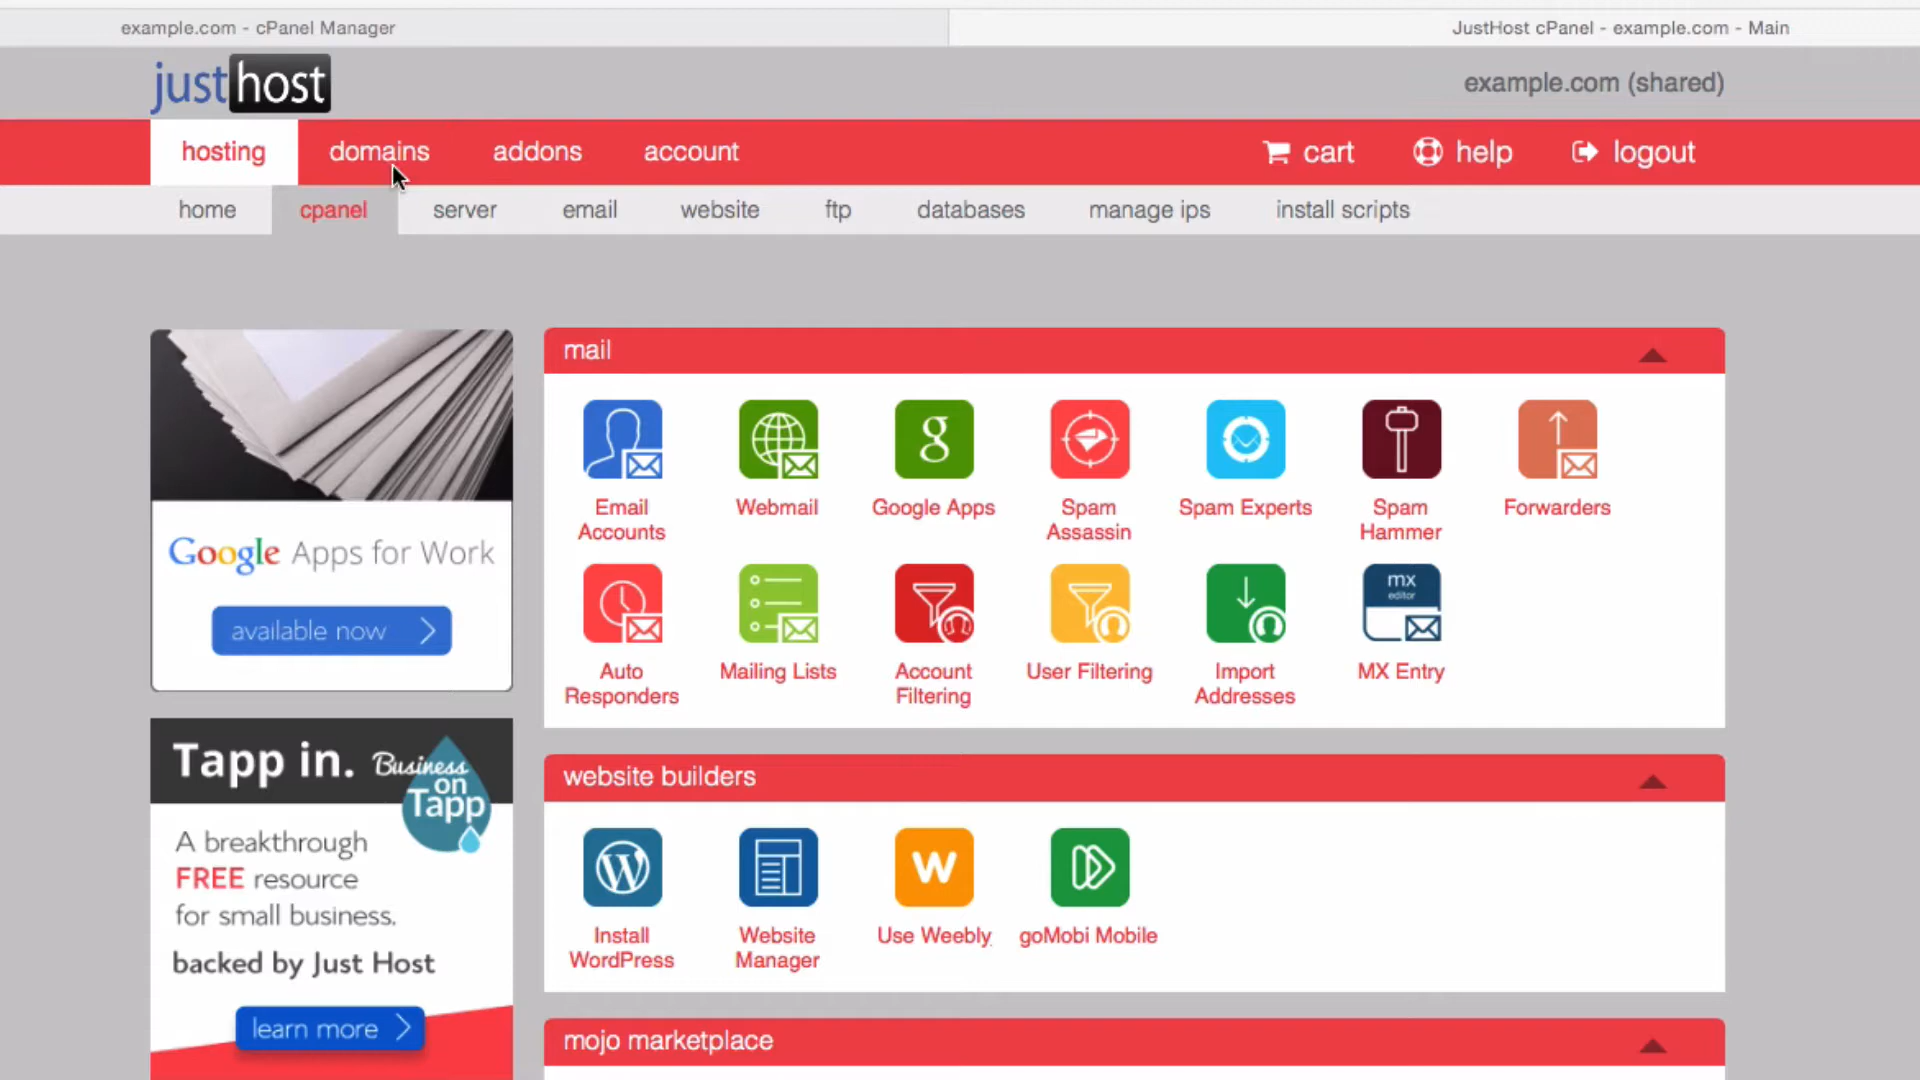 example.com - cPanel Manager
JustHost cPanel - example.com - Main
justhost
example.com (shared)
hosting
domains
addons
account
cart
help
logout
home
cpanel
server
email
website
ftp
databases
manage ips
install scripts
Google Apps for Work
available now
Tapp in.
Business
on
Tapp
A breakthrough
FREE resource
for small business.
backed by Just Host
learn more
mail
g
mx
editor
Email
Accounts
Webmail
Google Apps
Spam
Assassin
Spam Experts
Spam
Hammer
Forwarders
Auto
Responders
Mailing Lists
Account
Filtering
User Filtering
Import
Addresses
MX Entry
website builders
W
W
Install
WordPress
Website
Manager
Use Weebly
goMobi Mobile
mojo marketplace